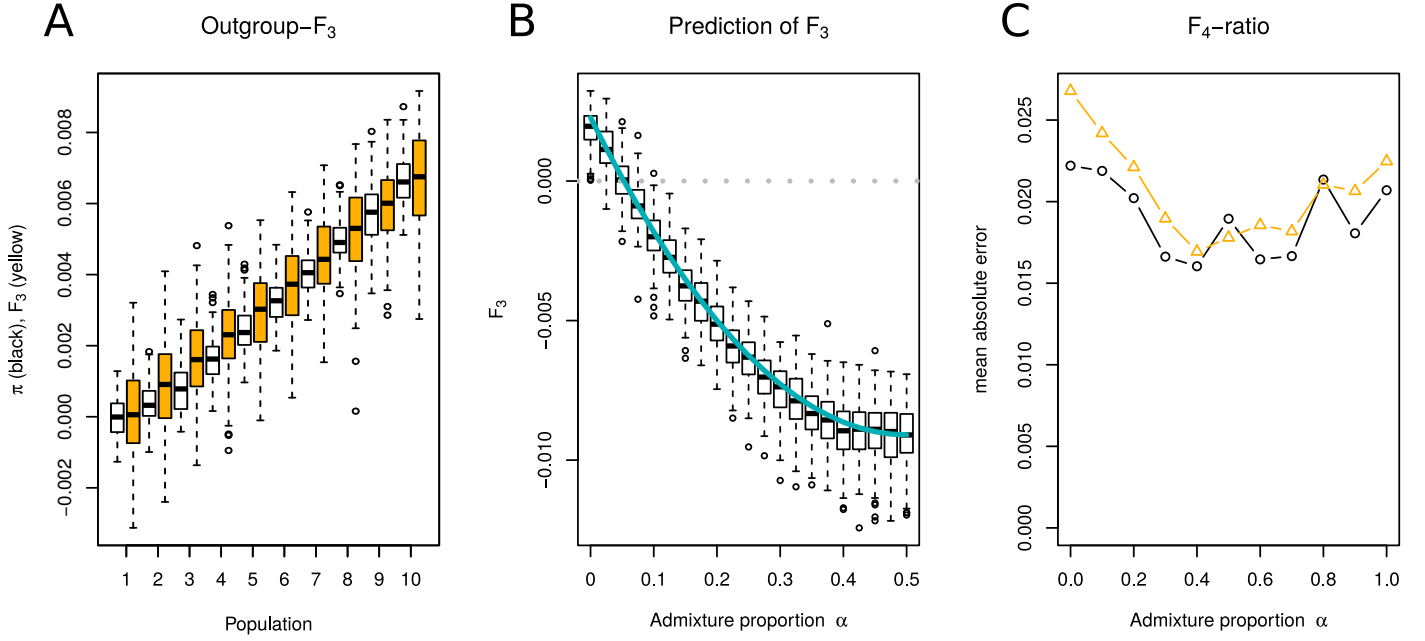 A
Outgroup−F3
π (black), F3 (yellow)
0.008
0.006
0.004
0.002
0.000
−0.002
1 2 3 4 5 6 7 8 9 10
Population
B
Prediction of F3
F3
0.000
−0.005
−0.010
0 0.1 0.2 0.3 0.4 0.5
Admixture proportion α
C
F4−ratio
mean absolute error
0.025
0.020
0.015
0.010
0.005
0.000
0.0 0.2 0.4 0.6 0.8 1.0
Admixture proportion α